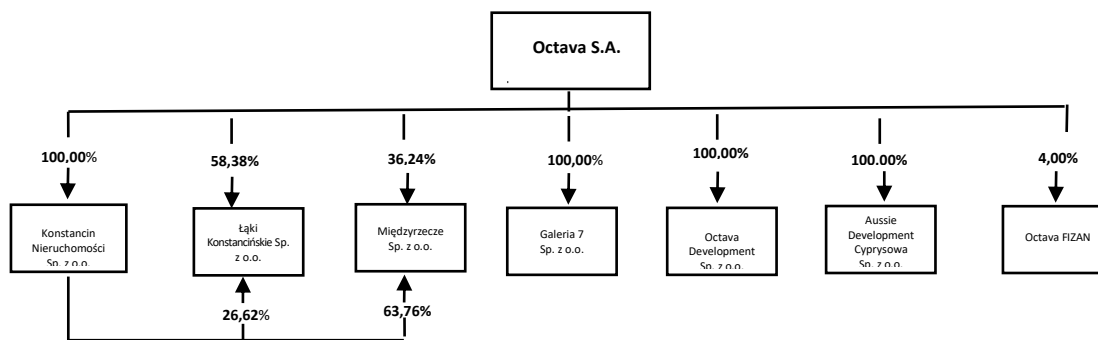 Octava S.A.
.
100,00%
58,38%
36,24%
100,00%
100,00%
100.00%
4,00%
Konstancin
Nieruchomości
Sp. z o.o.
Łąki
Konstancińskie Sp.
z o.o.
Międzyrzecze
Sp. z o.o.
Galeria 7
Sp. z o.o.
Octava
Development
Sp. z o.o.
Aussie
Development
Cyprysowa
Sp. z o.o.
Octava FIZAN
26,62%
63,76%